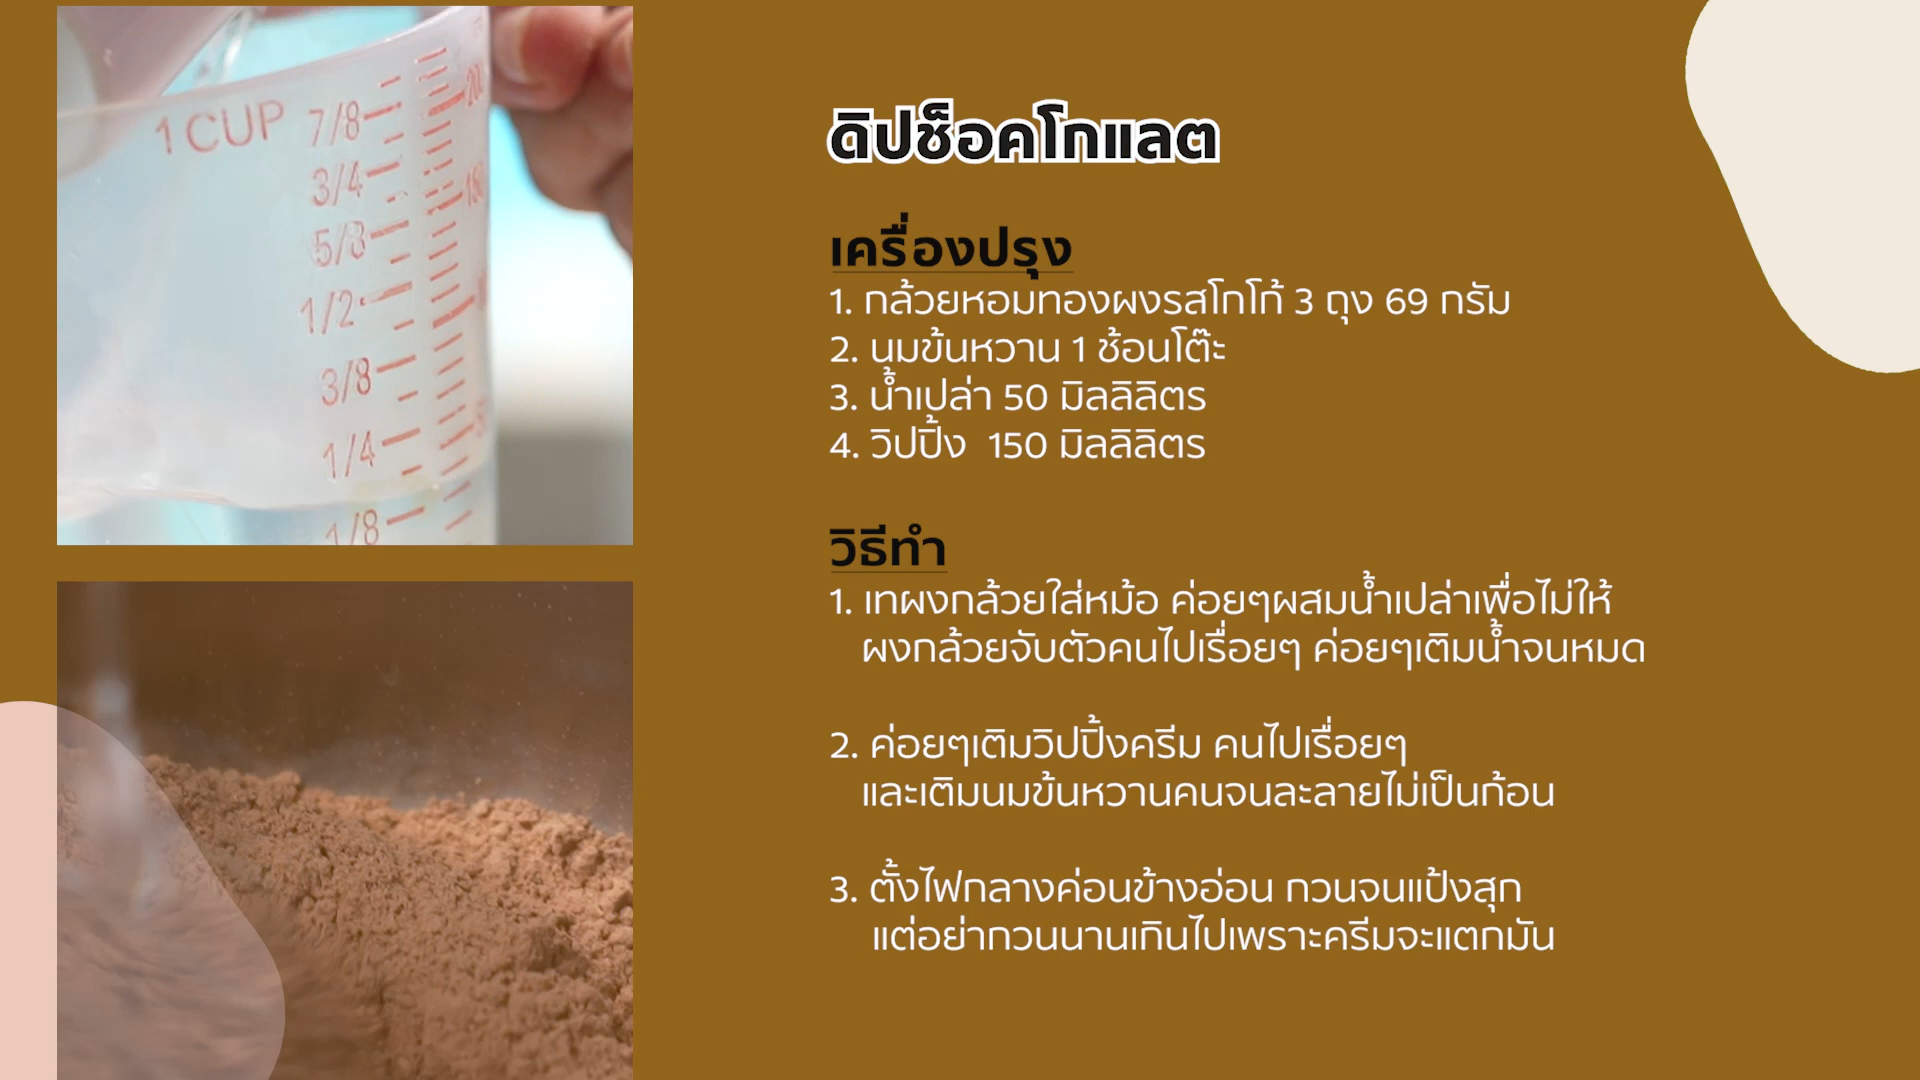 1 CUP
7/8
3/4
5/8
1/2
3/8
1/4
1/8
200
150
ดิปช็อคโกแลต
เครื่องปรุง
1. กล้วยหอมทองผงรสโกโก้ 3 ถุง 69 กรัม
2. นมข้นหวาน 1 ช้อนโต๊ะ
3. น้ำเปล่า 50 มิลลิลิตร
4. วิปปิ้ง 150 มิลลิลิตร
วิธีทำ
1. เทผงกล้วยใส่หม้อ ค่อยๆผสมน้ำเปล่าเพื่อไม่ให้
ผงกล้วยจับตัวคนไปเรื่อยๆ ค่อยๆเติมน้ำจนหมด
2. ค่อยๆเติมวิปปิ้งครีม คนไปเรื่อยๆ
และเติมนมข้นหวานคนจนละลายไม่เป็นก้อน
3. ตั้งไฟกลางค่อนข้างอ่อน กวนจนแป้งสุก
แต่อย่ากวนนานเกินไปเพราะครีมจะแตกมัน